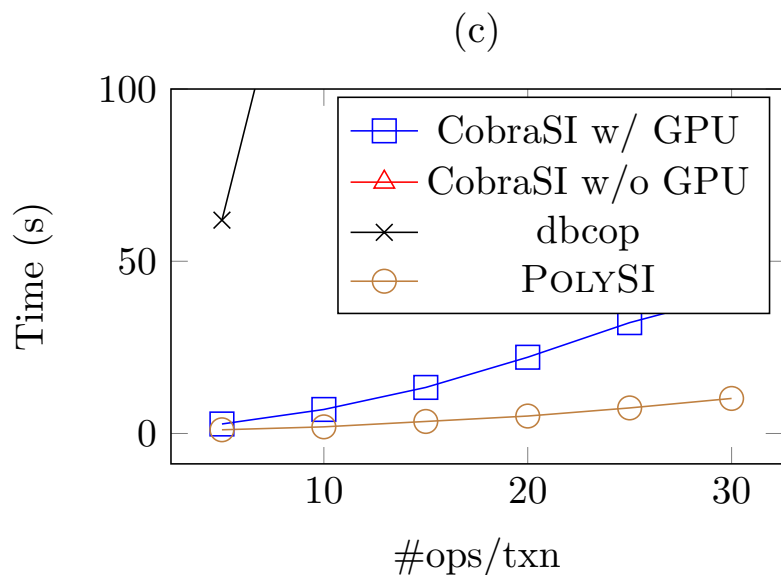 (c)
100
50
0
Time (s)
CobraSI w/ GPU
CobraSI w/o GPU
dbcop
POLYSI
10
20
30
#ops/txn